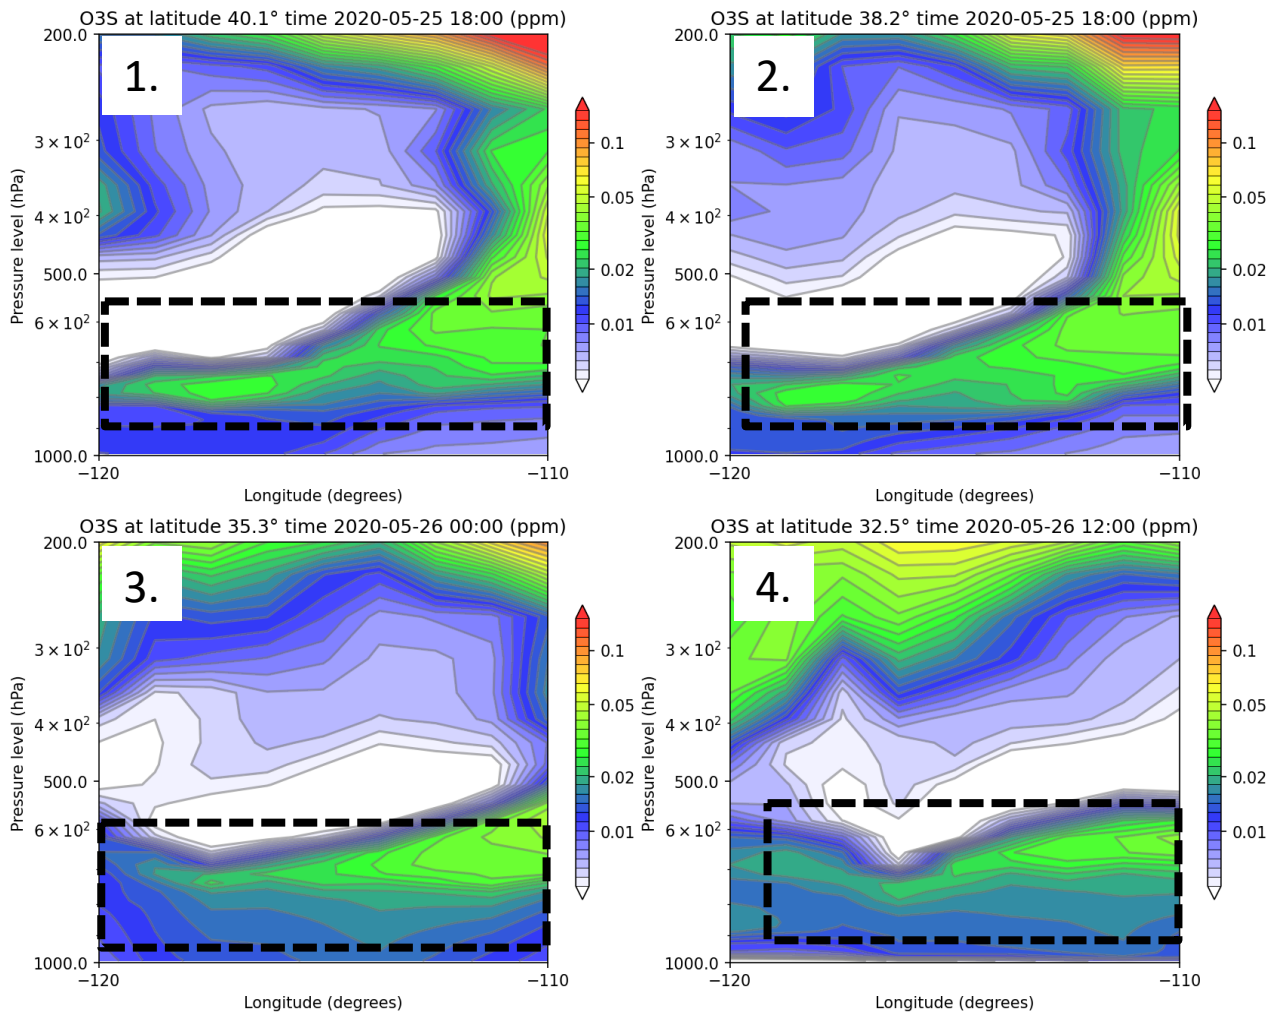 O3S at latitude 40.1° time 2020-05-25 18:00 (ppm)
1.
200.0
3 × 10²
4 × 10²
500.0
6 × 10²
1000.0
Pressure level (hPa)
−120
−110
Longitude (degrees)
0.1
0.05
0.02
0.01
O3S at latitude 38.2° time 2020-05-25 18:00 (ppm)
2.
200.0
3 × 10²
4 × 10²
500.0
6 × 10²
1000.0
Pressure level (hPa)
−120
−110
Longitude (degrees)
0.1
0.05
0.02
0.01
O3S at latitude 35.3° time 2020-05-26 00:00 (ppm)
3.
200.0
3 × 10²
4 × 10²
500.0
6 × 10²
1000.0
Pressure level (hPa)
−120
−110
Longitude (degrees)
0.1
0.05
0.02
0.01
O3S at latitude 32.5° time 2020-05-26 12:00 (ppm)
4.
200.0
3 × 10²
4 × 10²
500.0
6 × 10²
1000.0
Pressure level (hPa)
−120
−110
Longitude (degrees)
0.1
0.05
0.02
0.01